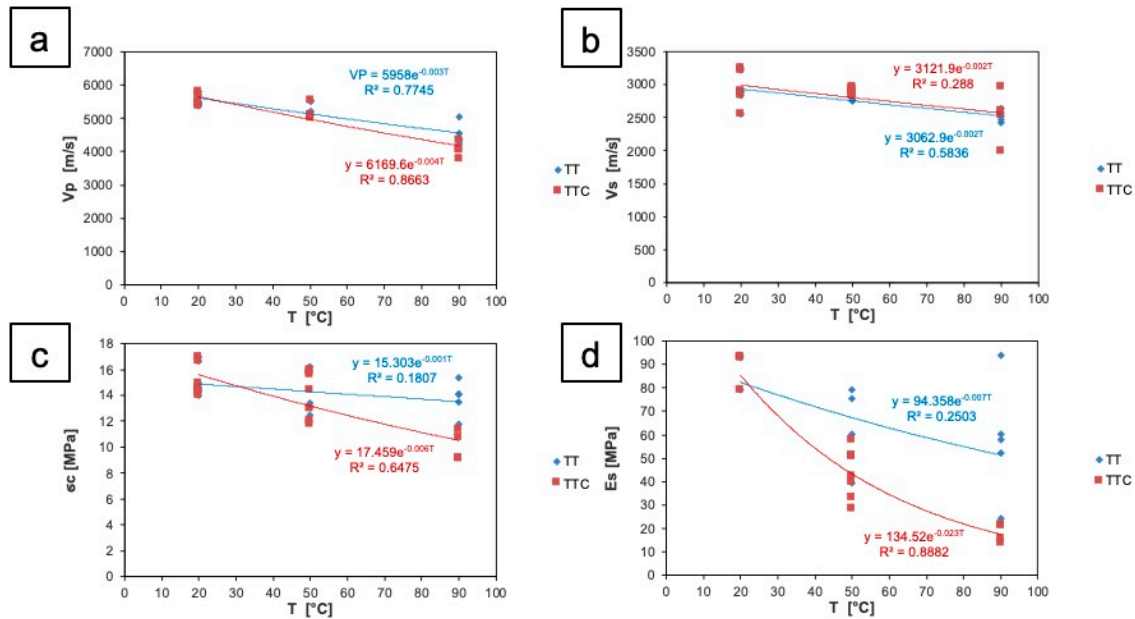 a
7000
6000
5000
4000
3000
2000
1000
0
Vp [m/s]
VP = 5958e^-0.003T
R² = 0.7745
y = 6169.6e^-0.004T
R² = 0.8663
TT
TTC
0 10 20 30 40 50 60 70 80 90 100
T [°C]
b
3500
3000
2500
2000
1500
1000
500
0
Vs [m/s]
y = 3121.9e^-0.002T
R² = 0.288
y = 3062.9e^-0.002T
R² = 0.5836
TT
TTC
0 10 20 30 40 50 60 70 80 90 100
T [°C]
c
18
16
14
12
10
8
6
4
2
0
ϭc [MPa]
y = 15.303e^-0.001T
R² = 0.1807
y = 17.459e^-0.006T
R² = 0.6475
TT
TTC
0 10 20 30 40 50 60 70 80 90 100
T [°C]
d
100
90
80
70
60
50
40
30
20
10
0
Es [MPa]
y = 94.358e^-0.007T
R² = 0.2503
y = 134.52e^-0.023T
R² = 0.8882
TT
TTC
0 10 20 30 40 50 60 70 80 90 100
T [°C]